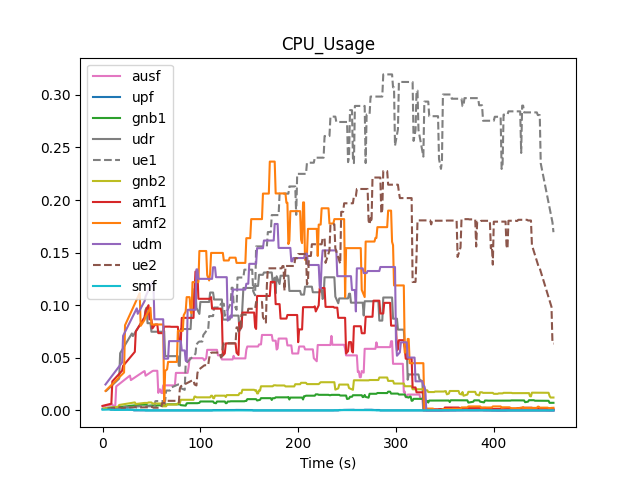 CPU_Usage
ausf
upf
gnb1
udr
ue1
gnb2
amf1
amf2
udm
ue2
smf
0.30
0.25
0.20
0.15
0.10
0.05
0.00
0 100 200 300 400
Time (s)